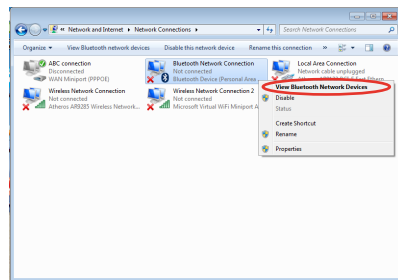 « Network and Internet ▸ Network Connections ▸
Search Network Connections
Organize ▾ View Bluetooth network devices Disable this network device Rename this connection »
ABC connection
Disconnected
WAN Miniport (PPPOE)
Bluetooth Network Connection
Not connected
Bluetooth Device (Personal Area
Local Area Connection
Network cable unplugged
Wireless Network Connection
Not connected
Atheros AR9285 Wireless Network...
Wireless Network Connection 2
Not connected
Microsoft Virtual WiFi Miniport A
View Bluetooth Network Devices
Disable
Status
Create Shortcut
Rename
Properties